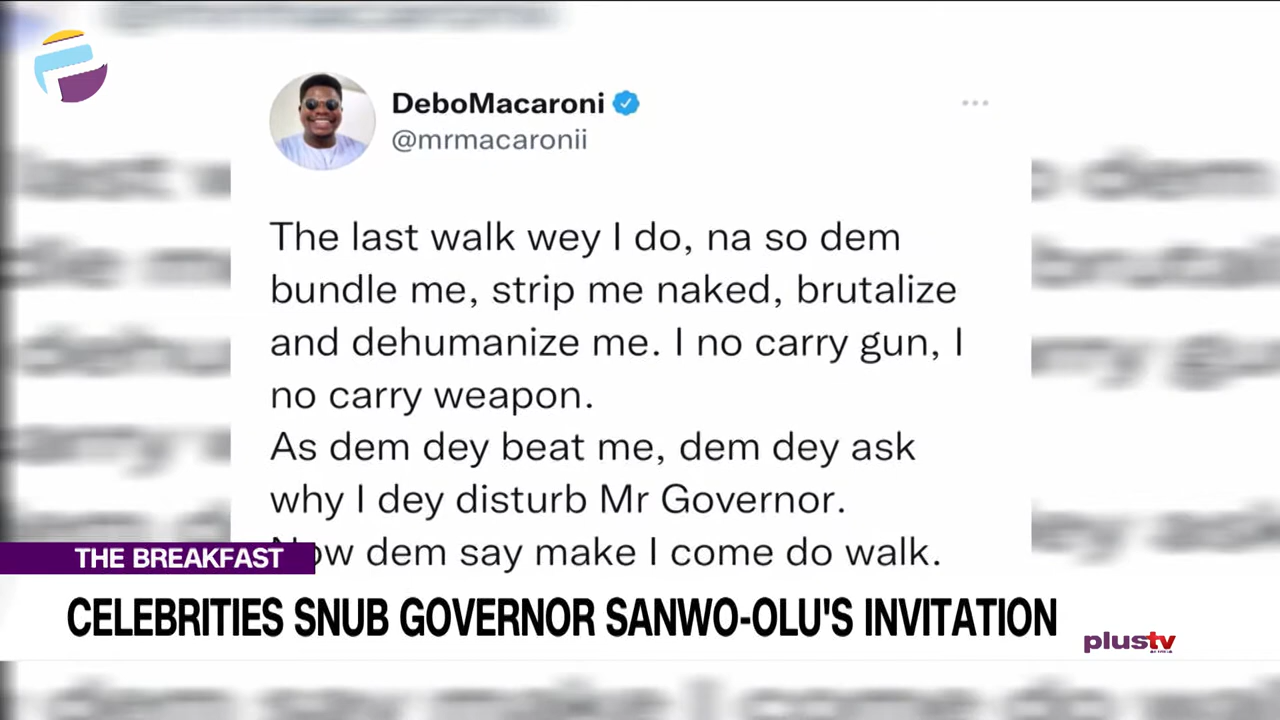 DeboMacaroni
@mrmacaronii
The last walk wey I do, na so dem
bundle me, strip me naked, brutalize
and dehumanize me. I no carry gun, I
no carry weapon.
As dem dey beat me, dem dey ask
why I dey disturb Mr Governor.
Now dem say make I come do walk.
THE BREAKFAST
CELEBRITIES SNUB GOVERNOR SANWO-OLU'S INVITATION
plustv